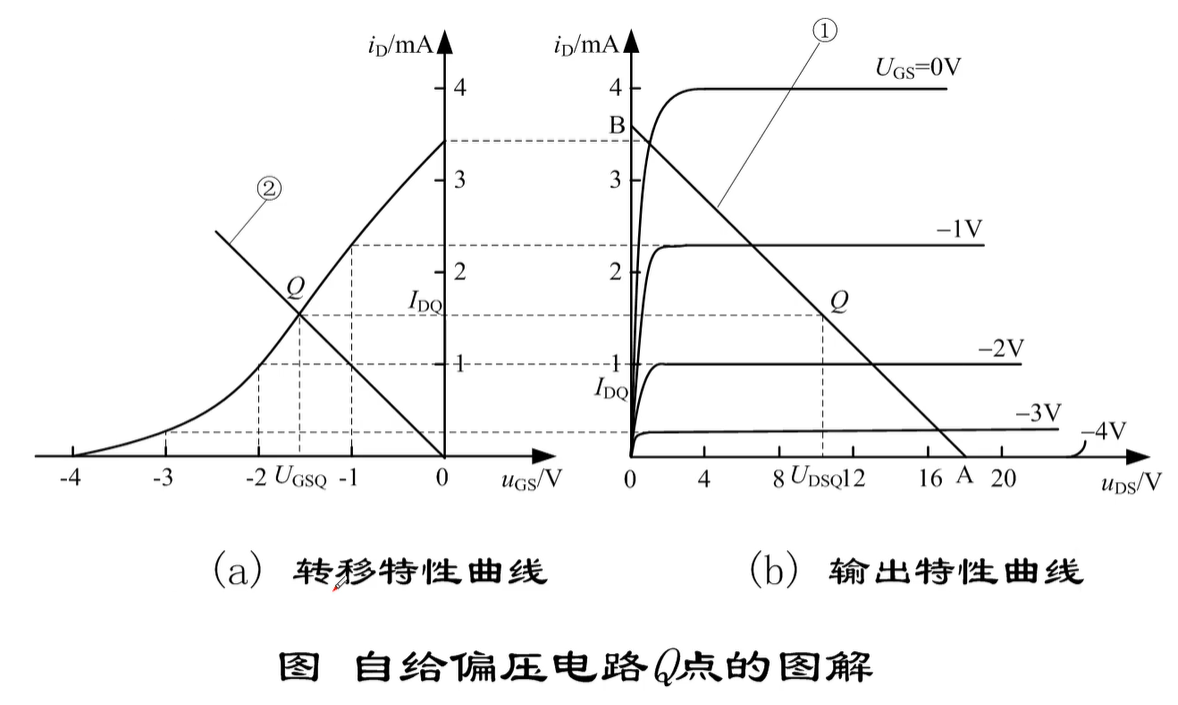 ①
iD/mA
iD/mA
UGS=0V
4
4
B
②
3
3
−1V
Q
2
2
IDQ
Q
−2V
1
1
IDQ
−3V
−4V
-4
-3
-2
UGSQ
-1
0
uGS/V
0
4
8
UDSQ
12
16
A
20
uDS/V
(a) 转移特性曲线
(b) 输出特性曲线
图 自给偏压电路Q点的图解